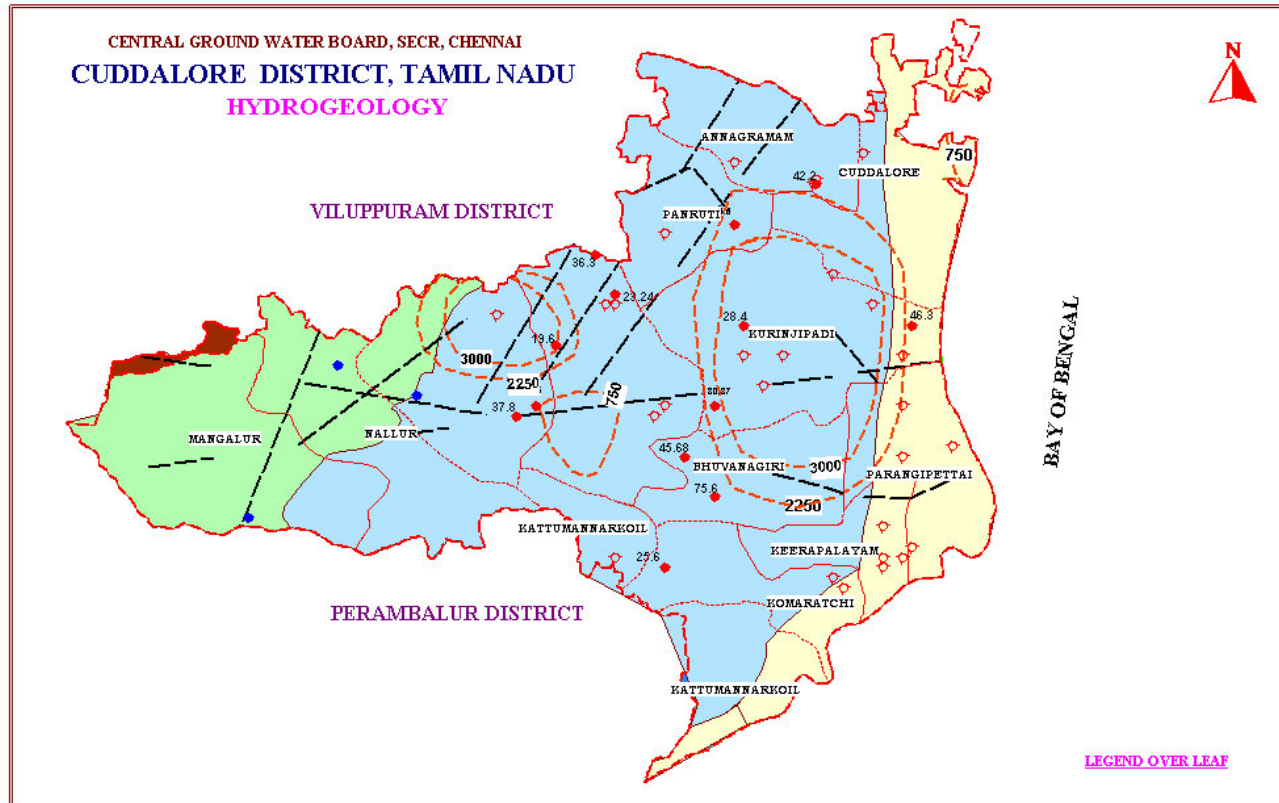 CENTRAL GROUND WATER BOARD, SECR, CHENNAI
CUDDALORE DISTRICT, TAMIL NADU
HYDROGEOLOGY
N
ANNAGRAMAM
750
CUDDALORE
42.2
VILUPPURAM DISTRICT
PANRUTI
36.3
23.24
28.4
KURINJIPADI
46.3
19.6
3000
2250
750
BAY OF BENGAL
37.8
NALLUR
MANGALUR
45.68
BHUVANAGIRI
3000
PARANGIPETTAI
75.6
2250
KATTUMANNARKOIL
KEERAPALAYAM
25.6
KOMARATCHI
PERAMBALUR DISTRICT
KATTUMANNARKOIL
LEGEND OVER LEAF